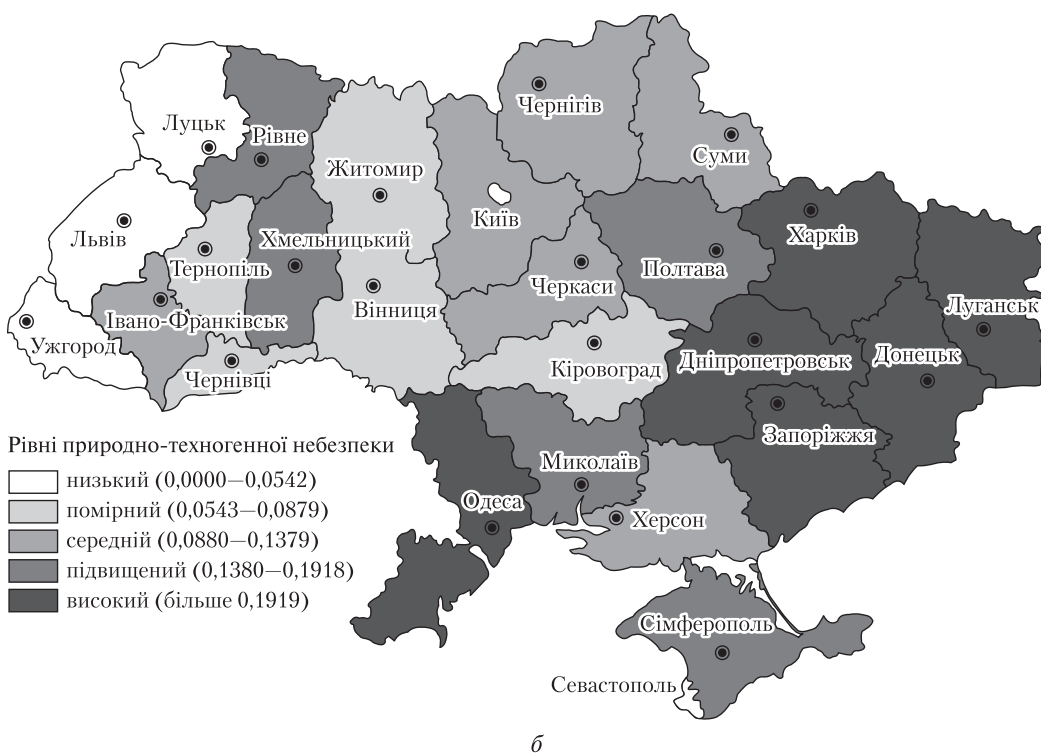 Чернігів
Луцьк
Рівне
Суми
Житомир
Київ
Львів
Хмельницький
Харків
Тернопіль
Полтава
Черкаси
Вінниця
Луганськ
Івано-Франківськ
Ужгород
Кіровоград
Дніпропетровськ
Донецьк
Чернівці
Запоріжжя
Рівні природно-техногенної небезпеки
низький (0,0000—0,0542)
помірний (0,0543—0,0879)
середній (0,0880—0,1379)
підвищений (0,1380—0,1918)
високий (більше 0,1919)
Миколаїв
Одеса
Херсон
Сімферополь
Севастополь
б